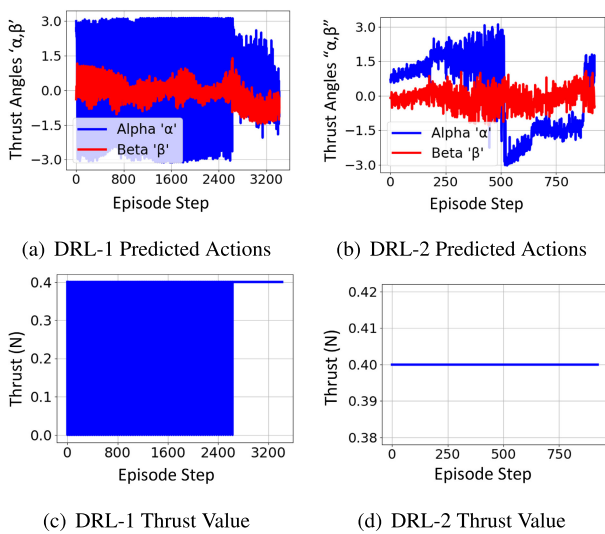 Thrust Angles ‘α,β’
3.0
1.5
0.0
−1.5
−3.0
Alpha 'α'
Beta 'β'
0 800 1600 2400 3200
Episode Step
(a) DRL-1 Predicted Actions
Thrust Angles “α,β”
3.0
1.5
0.0
−1.5
−3.0
Alpha 'α'
Beta 'β'
0 250 500 750
Episode Step
(b) DRL-2 Predicted Actions
Thrust (N)
0.4
0.3
0.2
0.1
0.0
0 800 1600 2400 3200
Episode Step
(c) DRL-1 Thrust Value
Thrust (N)
0.42
0.41
0.40
0.39
0.38
0 250 500 750
Episode Step
(d) DRL-2 Thrust Value